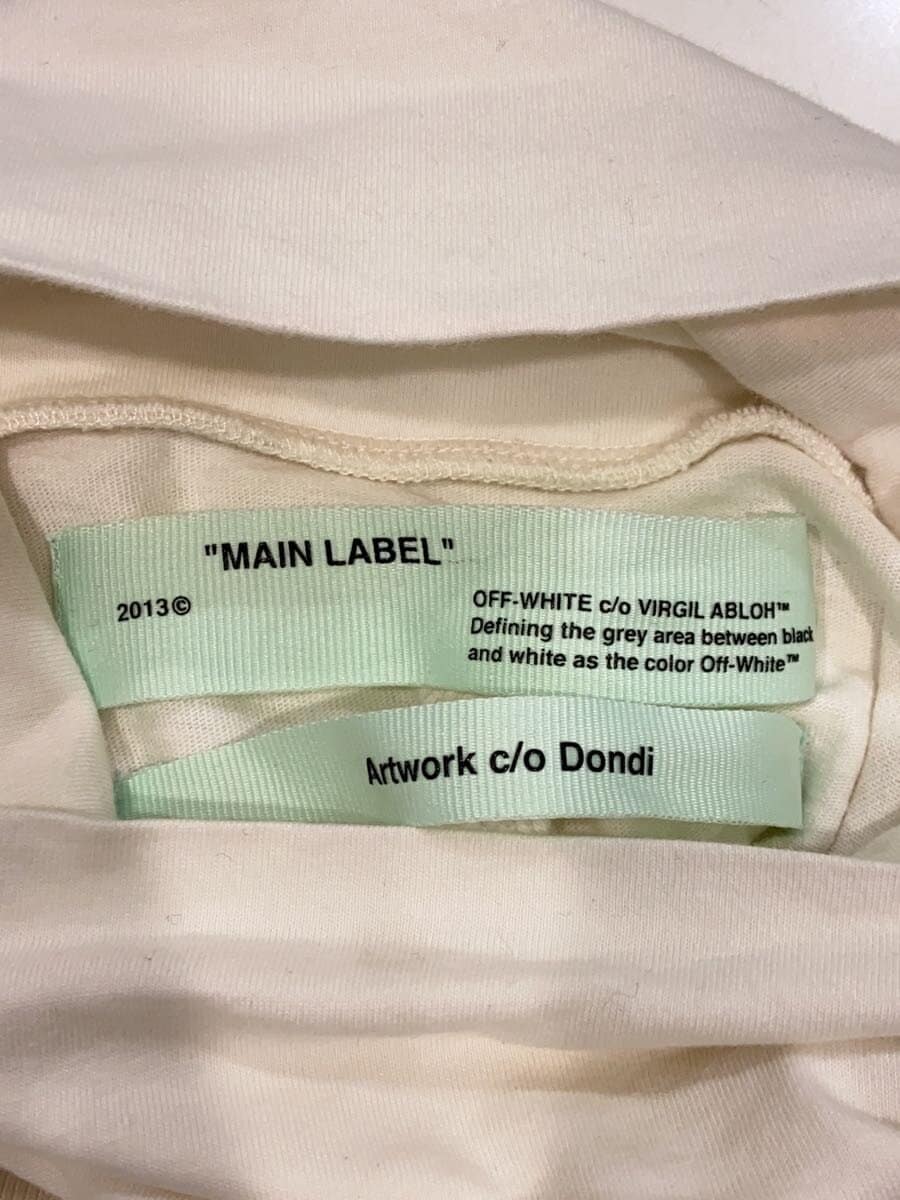 "MAIN LABEL"
2013©
OFF-WHITE c/o VIRGIL ABLOH™
Defining the grey area between black
and white as the color Off-White™
Artwork c/o Dondi